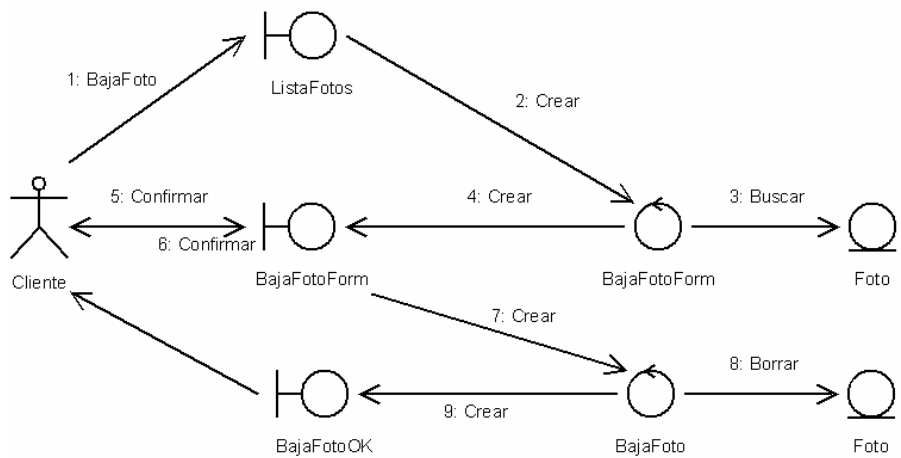 1: BajaFoto
ListaFotos
2: Crear
5: Confirmar
4: Crear
3: Buscar
6: Confirmar
Cliente
BajaFotoForm
BajaFotoForm
Foto
7: Crear
8: Borrar
9: Crear
BajaFotoOK
BajaFoto
Foto